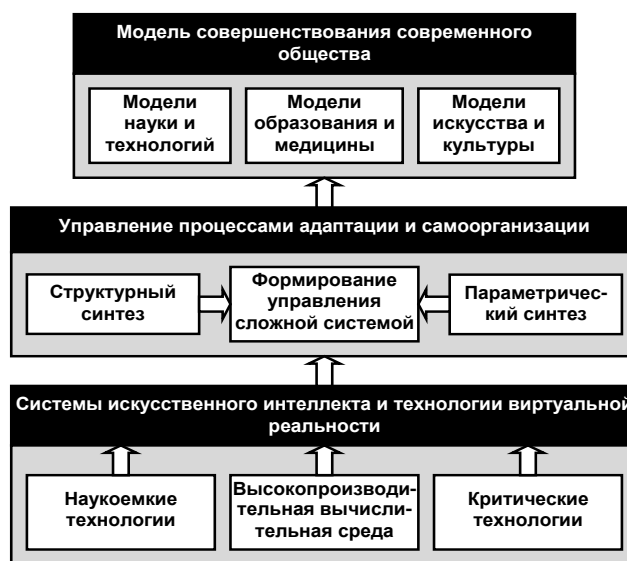 Модель совершенствования современного
общества
Модели
науки и
технологий
Модели
образования и
медицины
Модели
искусства и
культуры
Управление процессами адаптации и самоорганизации
Структурный
синтез
Формирование
управления
сложной системой
Параметричес-
кий синтез
Системы искусственного интеллекта и технологии виртуальной
реальности
Наукоемкие
технологии
Высокопроизводи-
тельная вычисли-
тельная среда
Критические
технологии